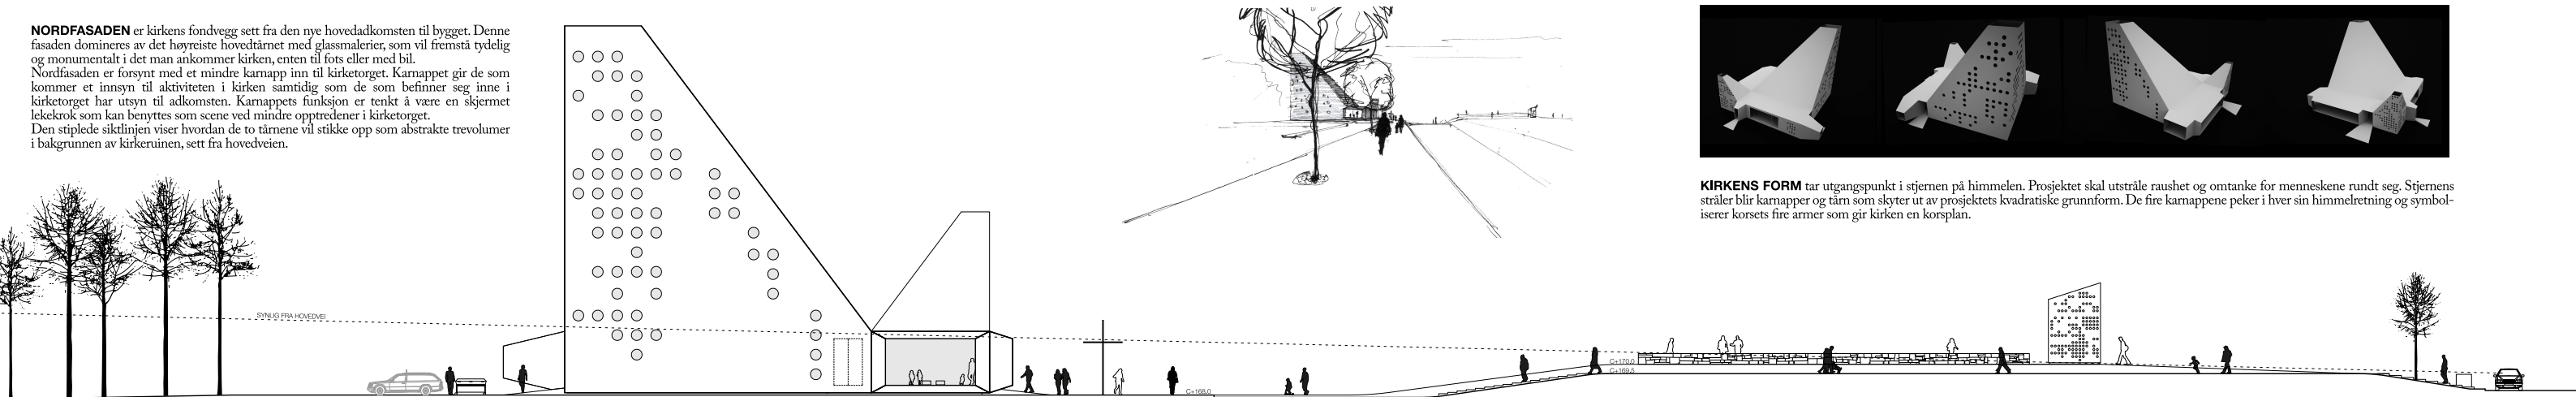 NORDFASADEN er kirkens fondvegg sett fra den nye hovedadkomsten til bygget. Denne
fasaden domineres av det høyreiste hovedtårnet med glassmalerier, som vil fremstå tydelig
og monumentalt i det man ankommer kirken, enten til fots eller med bil.
Nordfasaden er forsynt med et mindre karnapp inn til kirketorget. Karnappet gir de som
kommer et innsyn til aktiviteten i kirken samtidig som de som befinner seg inne i
kirketorget har utsyn til adkomsten. Karnappets funksjon er tenkt å være en skjermet
lekekrok som kan benyttes som scene ved mindre opptredener i kirketorget.
Den stiplede siktlinjen viser hvordan de to tårnene vil stikke opp som abstrakte trevolumer
i bakgrunnen av kirkeruinen, sett fra hovedveien.
KIRKENS FORM tar utgangspunkt i stjernen på himmelen. Prosjektet skal utstråle raushet og omtanke for menneskene rundt seg. Stjernens
stråler blir karnapper og tårn som skyter ut av prosjektets kvadratiske grunnform. De fire karnappene peker i hver sin himmelretning og symbol-
iserer korsets fire armer som gir kirken en korsplan.
SYNLIG FRA HOVEDVEI
C+168,0
C+170,0
C+169,5